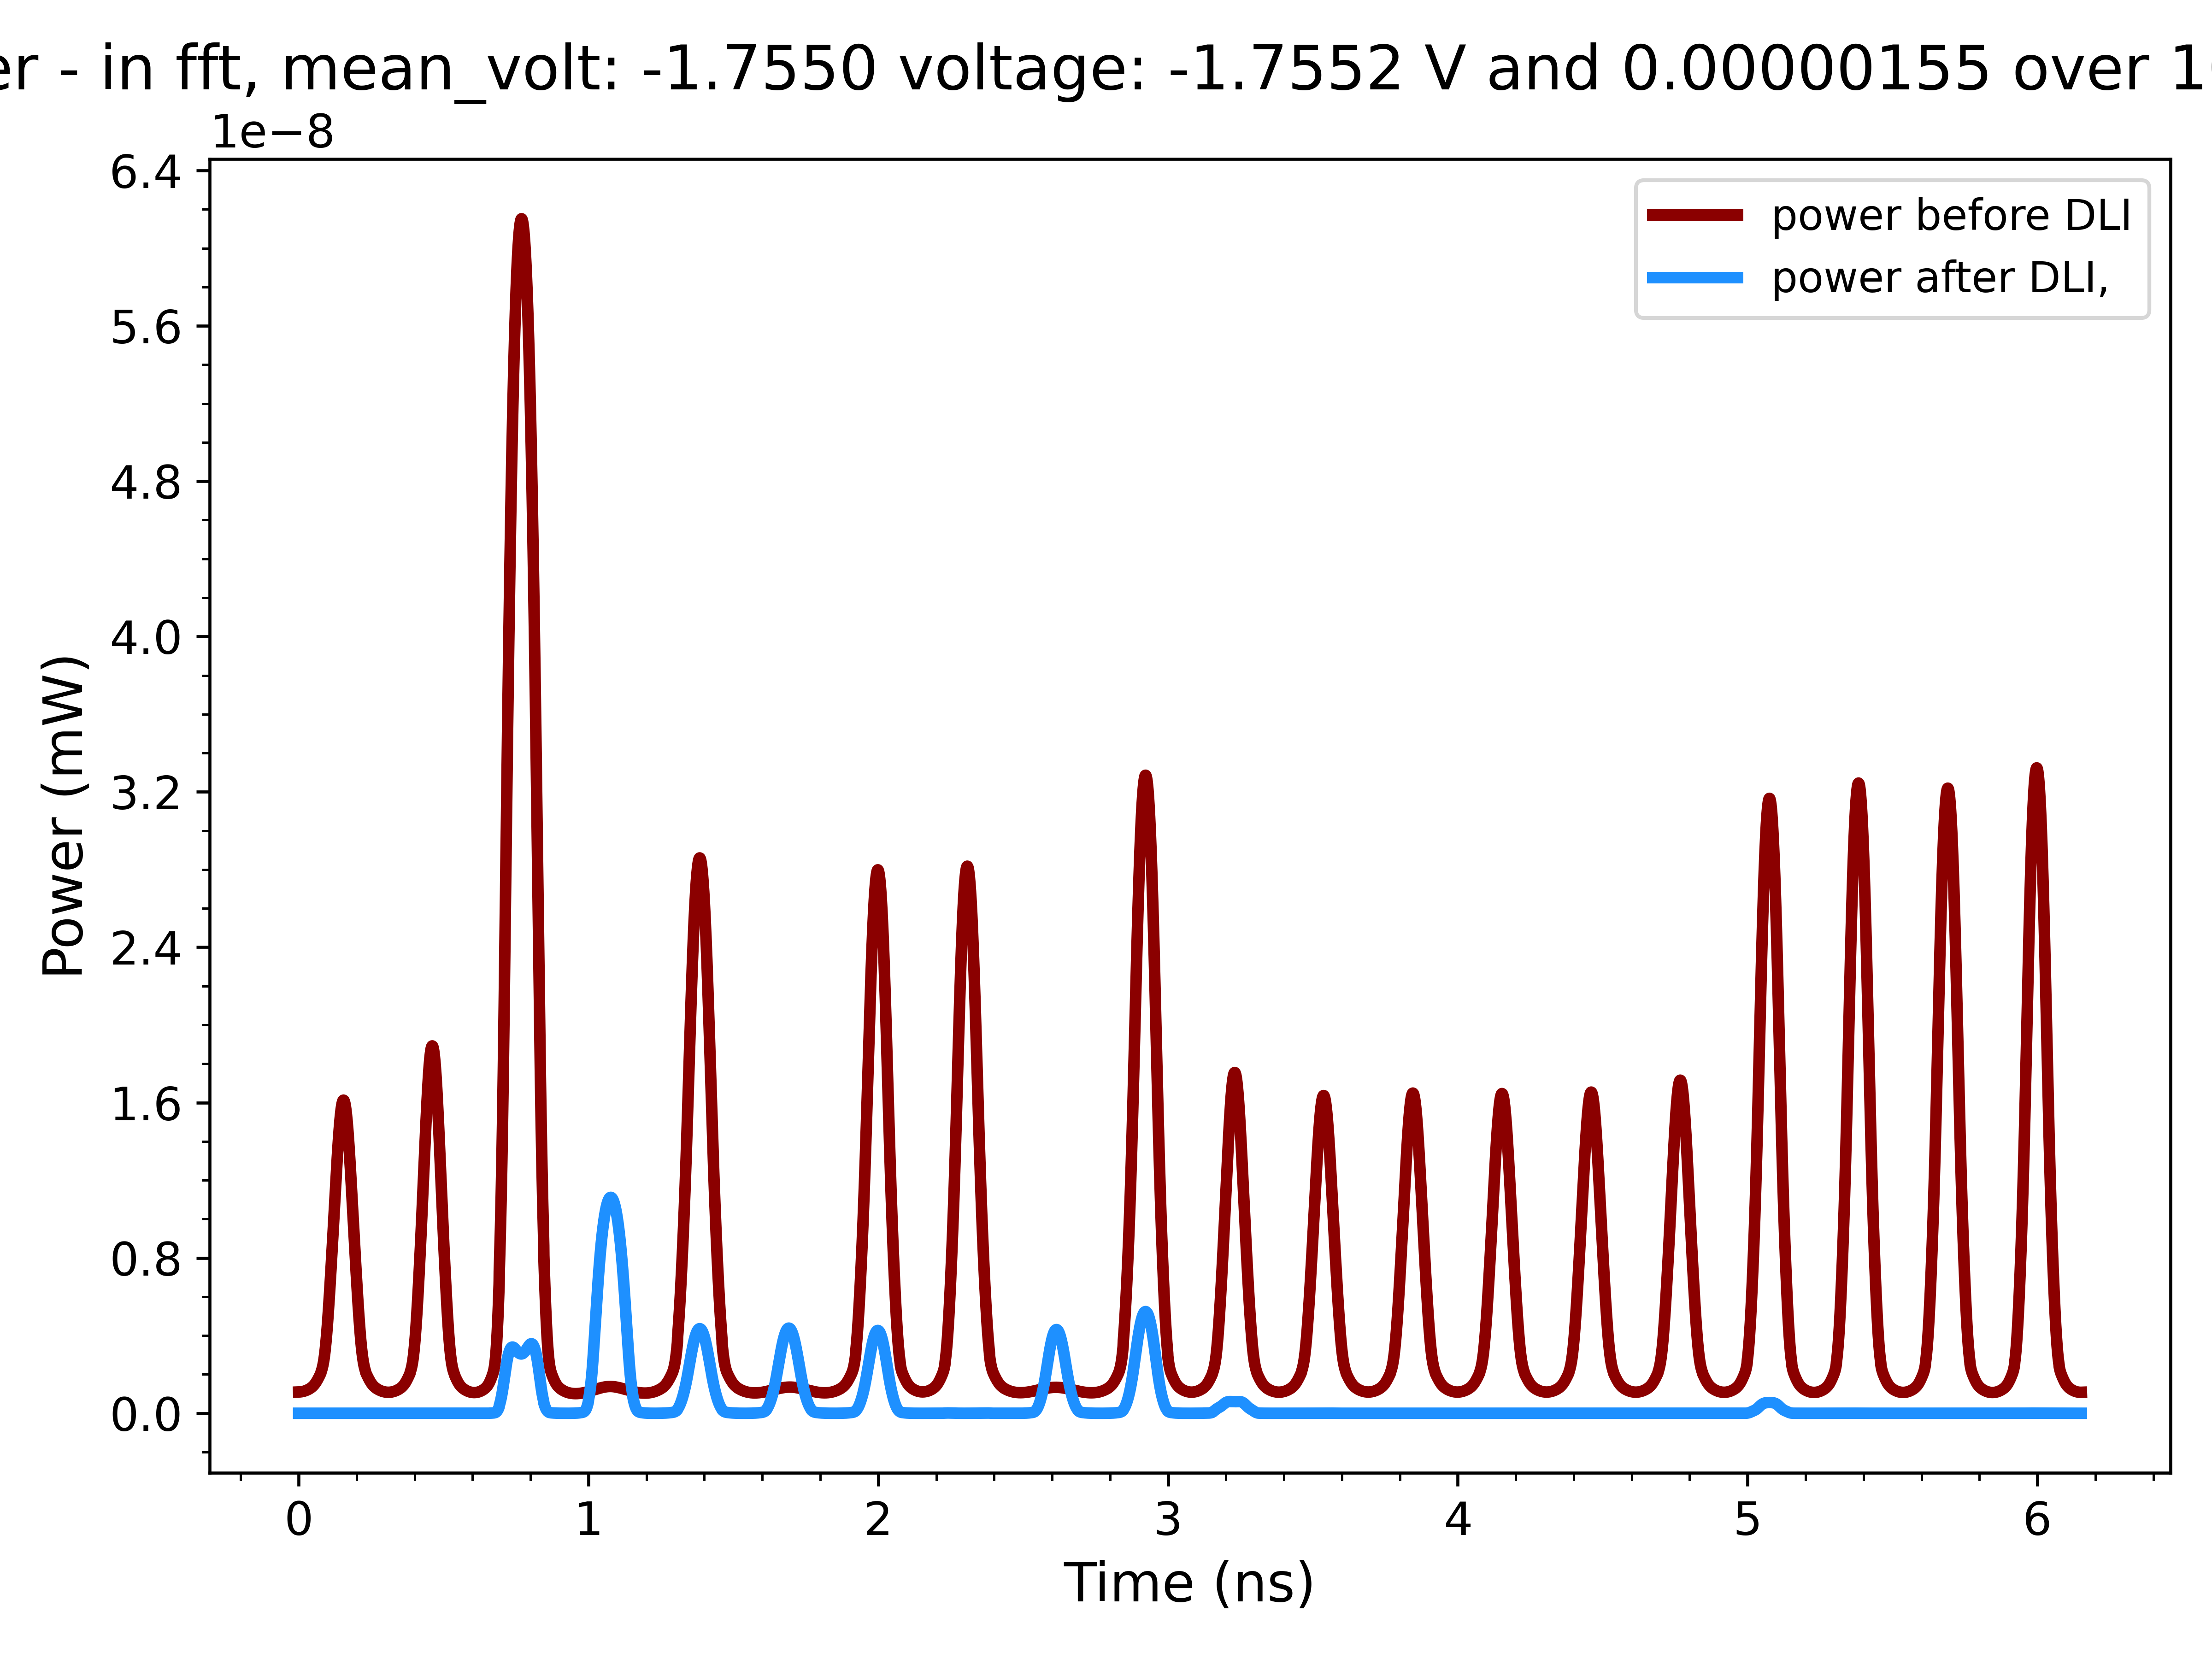 er - in fft, mean_volt: -1.7550 voltage: -1.7552 V and 0.00000155 over 1
1e−8
6.4
5.6
4.8
4.0
3.2
2.4
1.6
0.8
0.0
Power (mW)
power before DLI
power after DLI,
0 1 2 3 4 5 6
Time (ns)